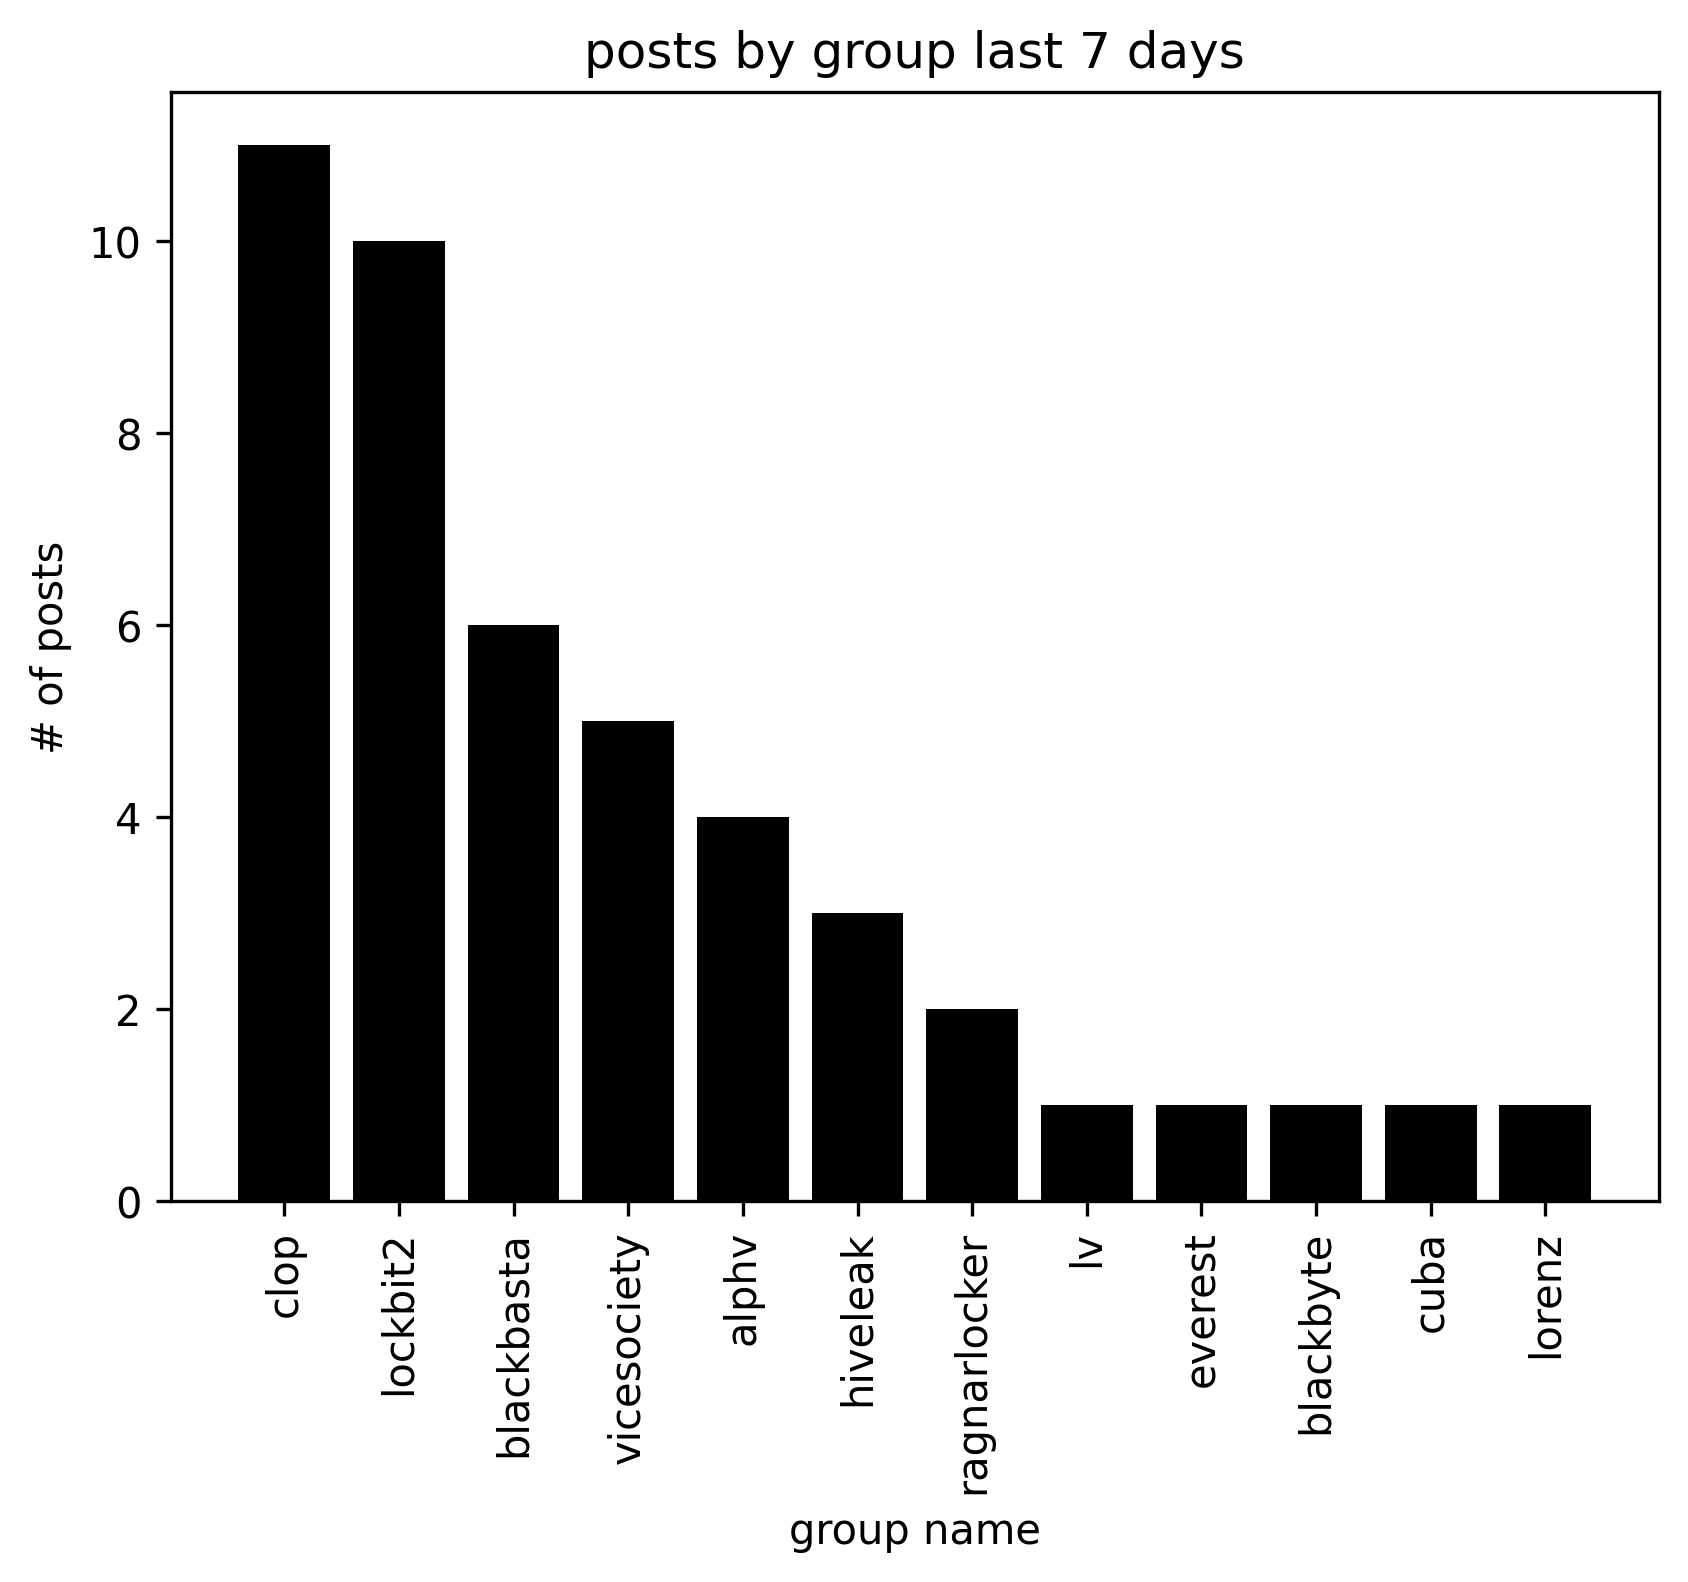 posts by group last 7 days
# of posts
10
8
6
4
2
0
clop
lockbit2
blackbasta
vicesociety
alphv
hiveleak
ragnarlocker
lv
everest
blackbyte
cuba
lorenz
group name